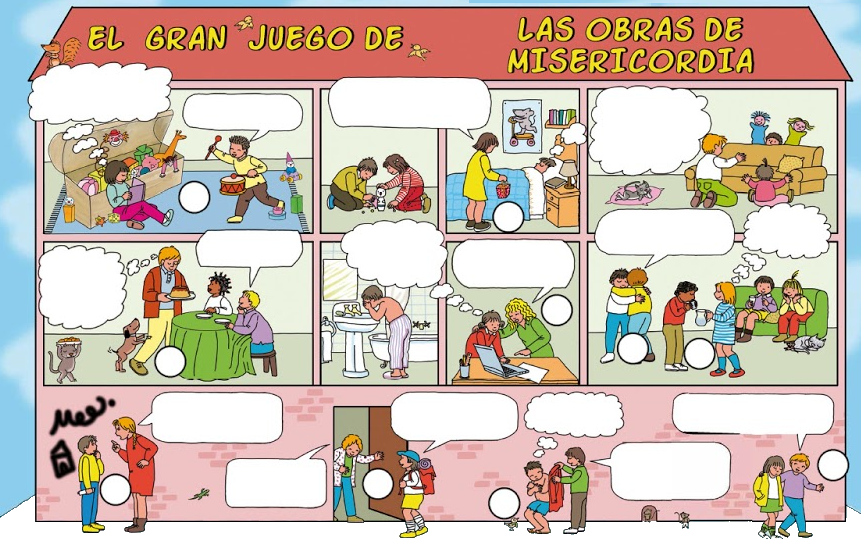 EL GRAN JUEGO DE
LAS OBRAS DE
MISERICORDIA